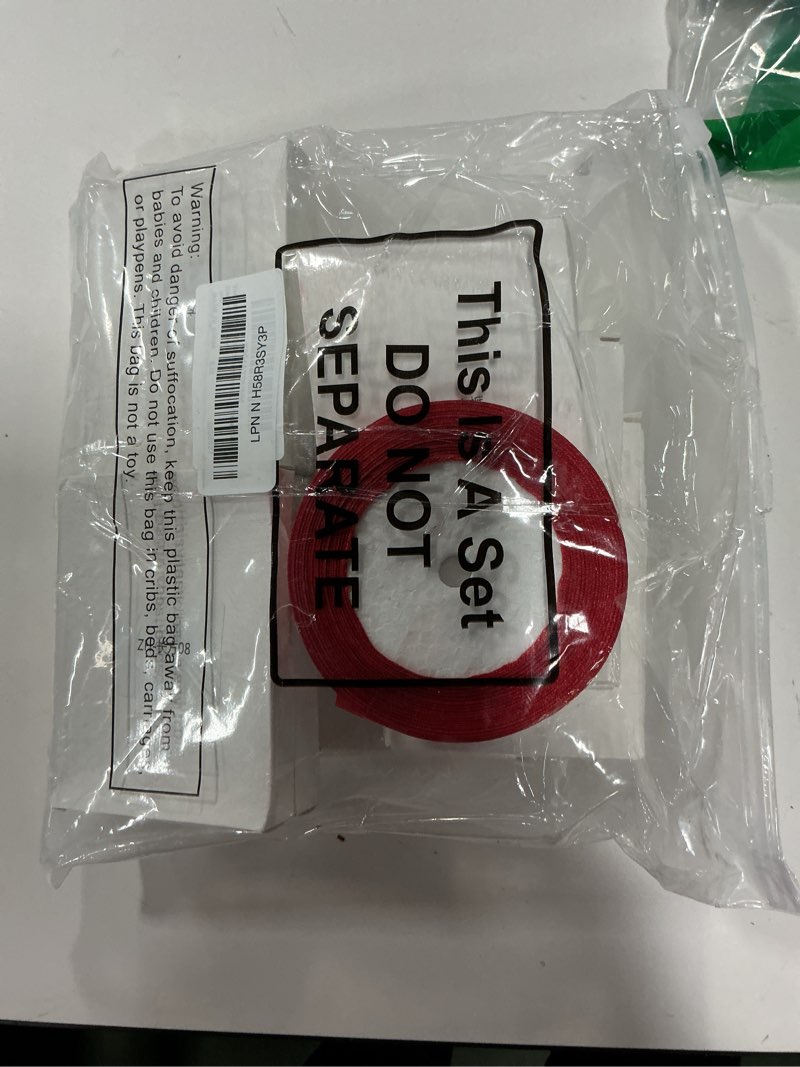 Warning:
To avoid danger of suffocation, keep this plastic bag away from
babies and children. Do not use this bag in cribs, beds, carriages,
or playpens. This bag is not a toy.
LPN N H58R3SY3P
This Is A Set
DO NOT
SEPARATE